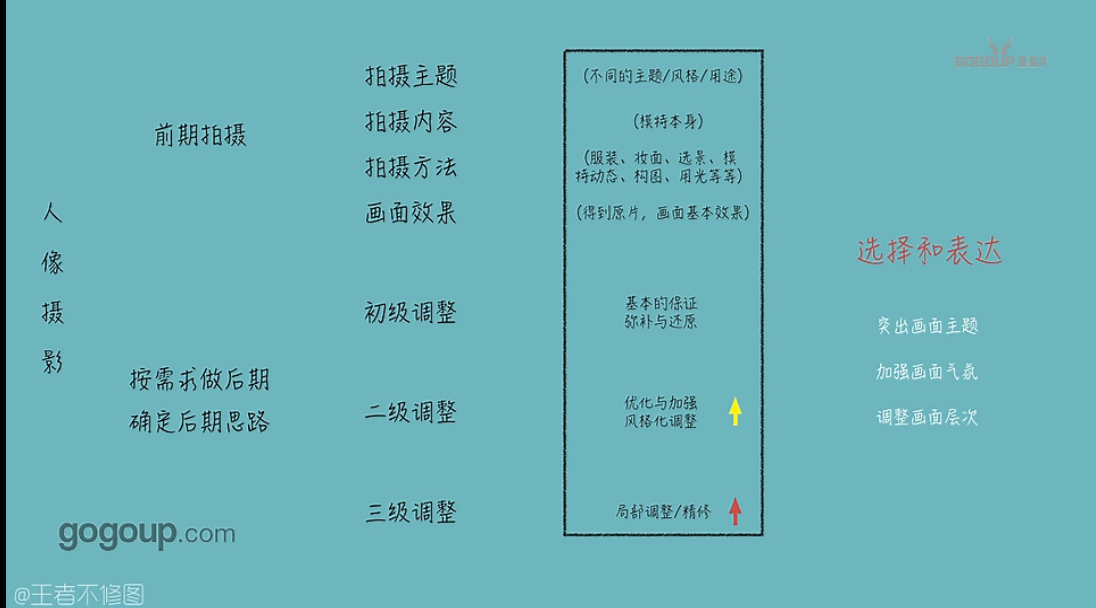 拍摄主题
(不同的主题/风格/用途)
拍摄内容
(模特本身)
前期拍摄
拍摄方法
(服装、妆面、选景、模
特动态、构图、用光等等)
人
像
摄
影
画面效果
(得到原片，画面基本效果)
选择和表达
初级调整
基本的保证
弥补与还原
突出画面主题
加强画面气氛
调整画面层次
按需求做后期
确定后期思路
二级调整
优化与加强
风格化调整
三级调整
局部调整/精修
gogoup.com
@王者不修图
GOGOUP